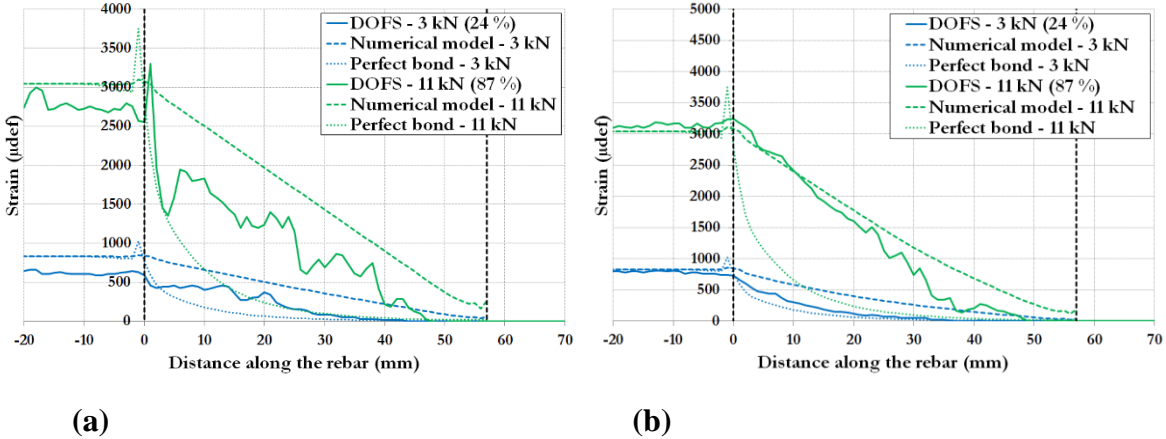 4000
3500
3000
2500
2000
1500
1000
500
0
Strain (µdef)
-20 -10 0 10 20 30 40 50 60 70
Distance along the rebar (mm)
DOFS - 3 kN (24 %)
Numerical model - 3 kN
Perfect bond - 3 kN
DOFS - 11 kN (87 %)
Numerical model - 11 kN
Perfect bond - 11 kN
(a)
5000
4500
4000
3500
3000
2500
2000
1500
1000
500
0
Strain (µdef)
-20 -10 0 10 20 30 40 50 60 70
Distance along the rebar (mm)
DOFS - 3 kN (24 %)
Numerical model - 3 kN
Perfect bond - 3 kN
DOFS - 11 kN (87 %)
Numerical model - 11 kN
Perfect bond - 11 kN
(b)